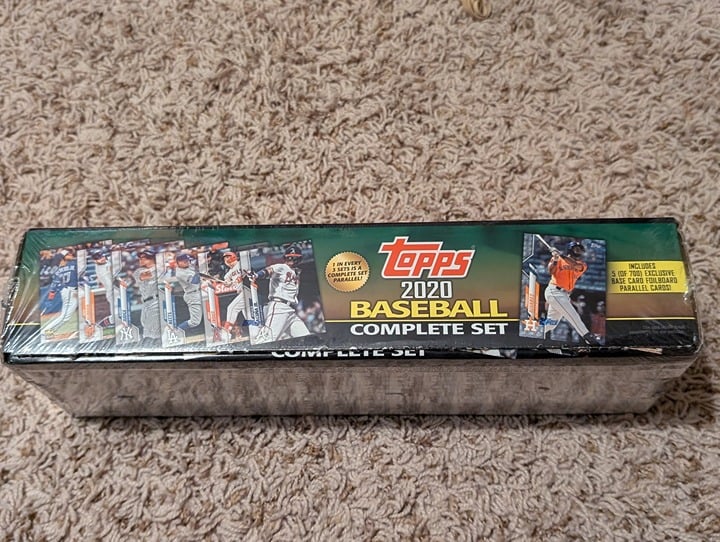 1 IN EVERY
3 SETS IS A
COMPLETE SET
PARALLEL!
topps
2020
BASEBALL
COMPLETE SET
INCLUDES
5 (OF 700) EXCLUSIVE
BASE CARD FOILBOARD
PARALLEL CARDS!
COMPLETE SET